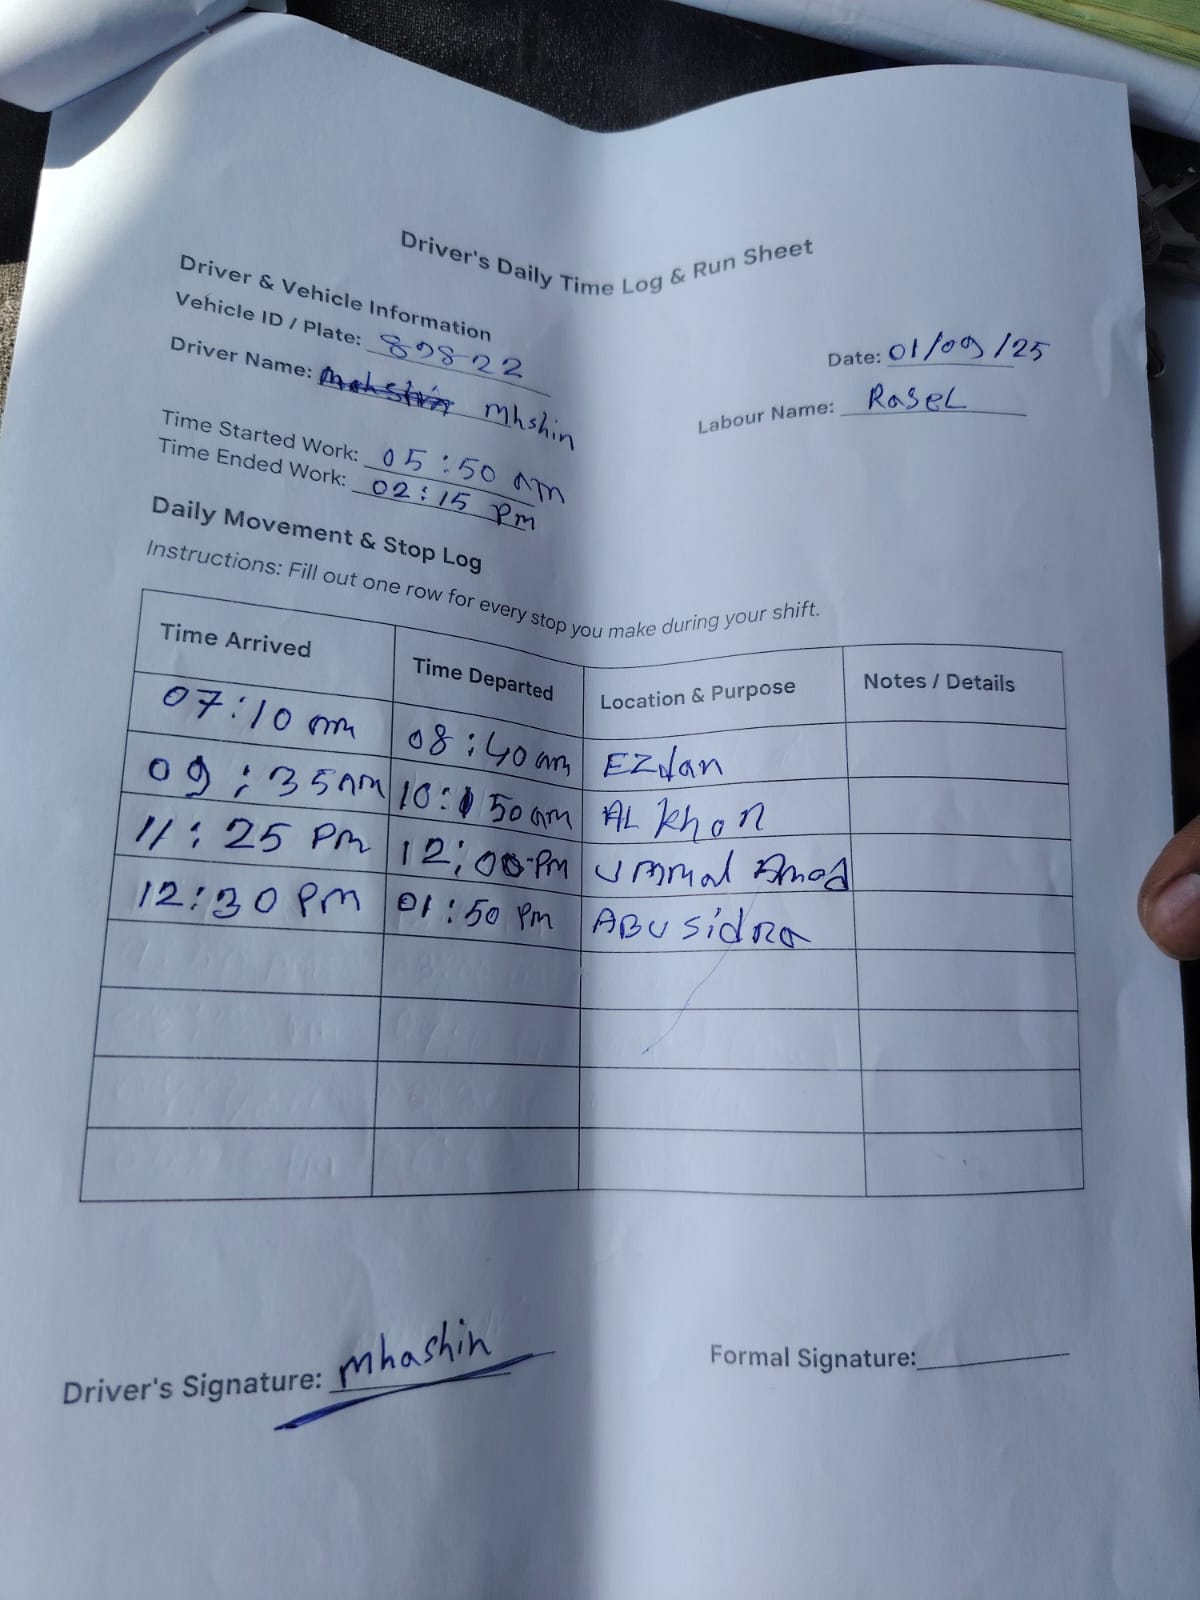 Driver's Daily Time Log & Run Sheet
Driver & Vehicle Information
Vehicle ID / Plate: 89822
Date: 01/09/25
Driver Name: mhshin
Labour Name: Rasel
Time Started Work: 05:50 am
Time Ended Work: 02:15 Pm
Daily Movement & Stop Log
Instructions: Fill out one row for every stop you make during your shift.
Time Arrived Time Departed Location & Purpose Notes / Details
07:10 am 08:40 am EZdan
09:35 AM 10:50 am AL khon
11:25 PM 12:00 PM Ummal Amad
12:30 PM 01:50 Pm ABU sidra
Driver's Signature: mhashin
Formal Signature: